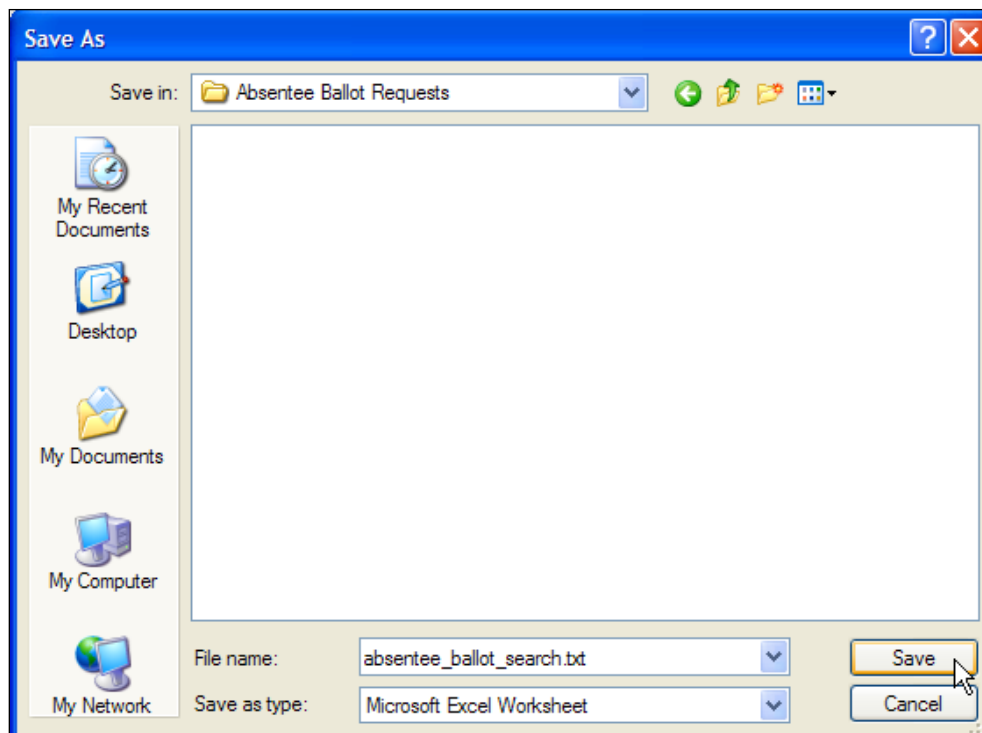 Save As
Save in:
Absentee Ballot Requests
My Recent
Documents
Desktop
My Documents
My Computer
My Network
File name:
absentee_ballot_search.txt
Save
Save as type:
Microsoft Excel Worksheet
Cancel